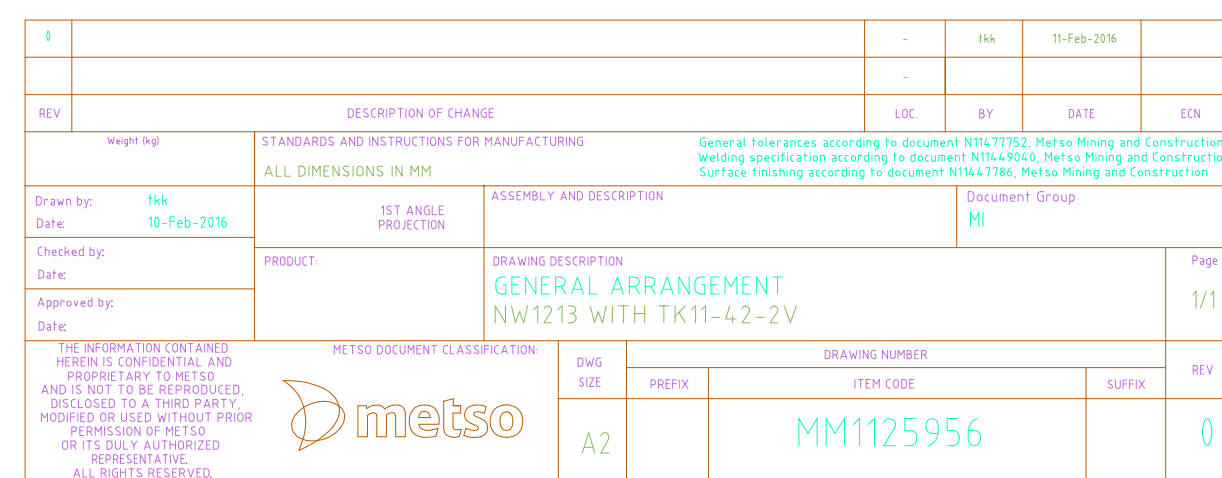 0 - tkk 11-Feb-2016
-
REV DESCRIPTION OF CHANGE LOC. BY DATE ECN
Weight (kg)
STANDARDS AND INSTRUCTIONS FOR MANUFACTURING
ALL DIMENSIONS IN MM
General tolerances according to document N11477752, Metso Mining and Construction
Welding specification according to document N11449040, Metso Mining and Constructio
Surface finishing according to document N11447786, Metso Mining and Construction
Drawn by: tkk
Date: 10-Feb-2016
1ST ANGLE
PROJECTION
ASSEMBLY AND DESCRIPTION
Document Group
MI
Checked by:
Date:
Approved by:
Date:
PRODUCT:
DRAWING DESCRIPTION
GENERAL ARRANGEMENT
NW1213 WITH TK11-42-2V
Page
1/1
THE INFORMATION CONTAINED
HEREIN IS CONFIDENTIAL AND
PROPRIETARY TO METSO
AND IS NOT TO BE REPRODUCED,
DISCLOSED TO A THIRD PARTY,
MODIFIED OR USED WITHOUT PRIOR
PERMISSION OF METSO
OR ITS DULY AUTHORIZED
REPRESENTATIVE.
ALL RIGHTS RESERVED.
METSO DOCUMENT CLASSIFICATION:
metso
DWG
SIZE
A2
DRAWING NUMBER
PREFIX ITEM CODE SUFFIX
MM1125956
REV
0